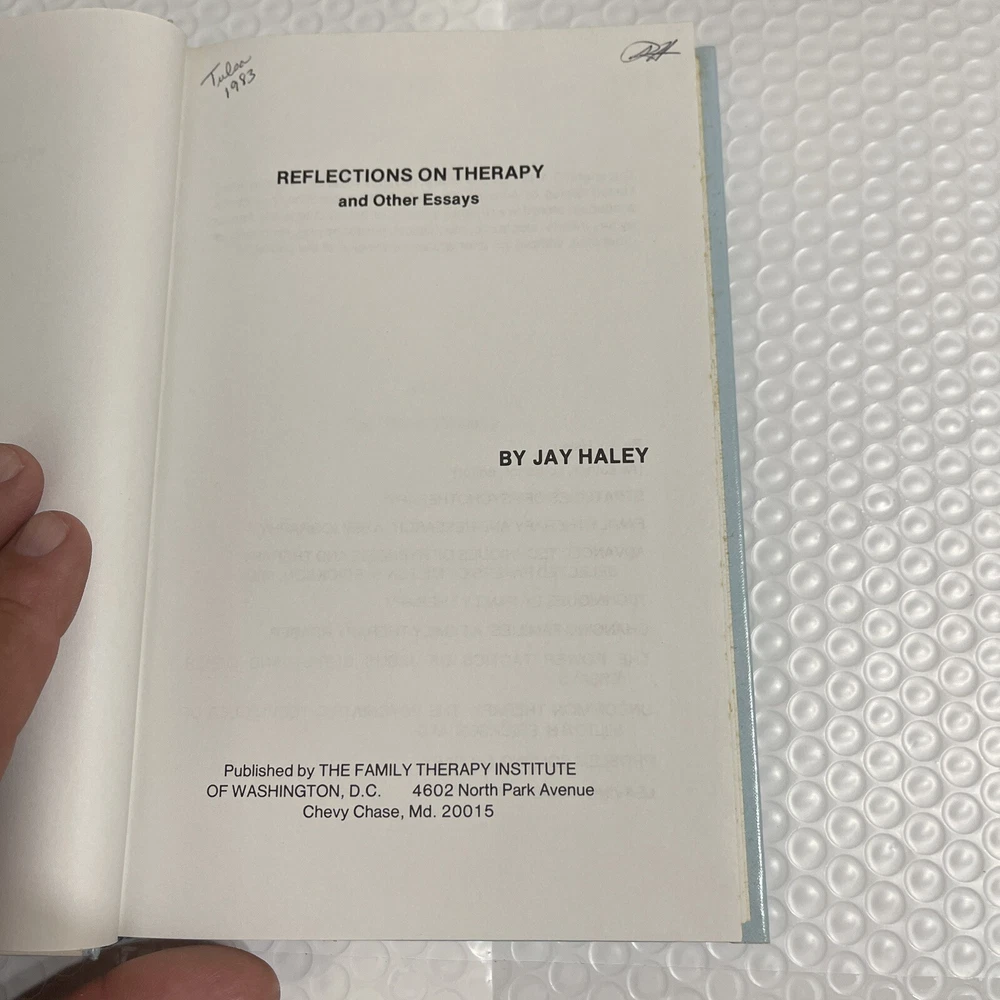 Tulsa
1983
REFLECTIONS ON THERAPY
and Other Essays
BY JAY HALEY
Published by THE FAMILY THERAPY INSTITUTE
OF WASHINGTON, D.C. 4602 North Park Avenue
Chevy Chase, Md. 20015